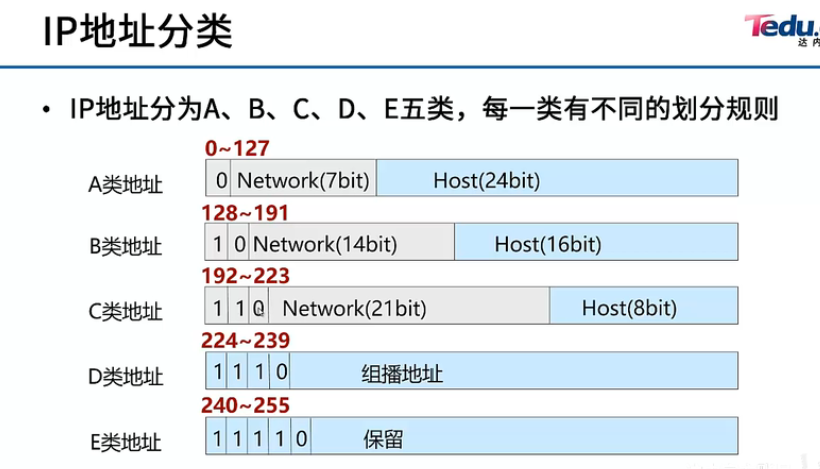 IP地址分类
Tedu.
达内
• IP地址分为A、B、C、D、E五类，每一类有不同的划分规则
0~127
A类地址 0 Network(7bit) Host(24bit)
128~191
B类地址 1 0 Network(14bit) Host(16bit)
192~223
C类地址 1 1 0 Network(21bit) Host(8bit)
224~239
D类地址 1 1 1 0 组播地址
240~255
E类地址 1 1 1 1 0 保留